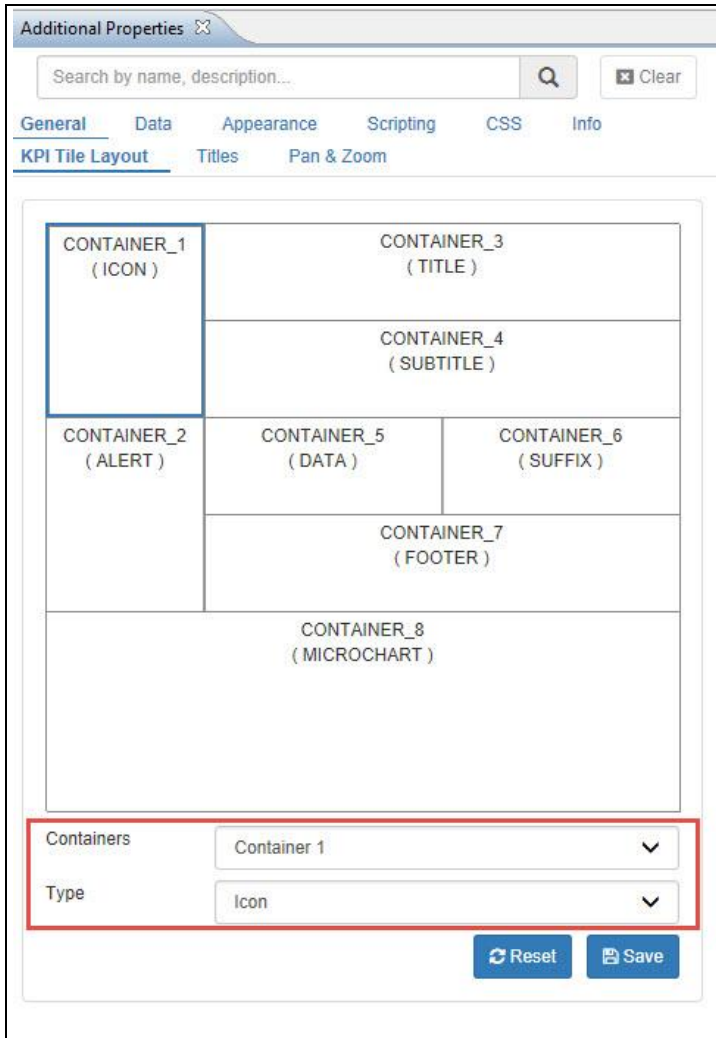 Additional Properties
Search by name, description...
Clear
General Data Appearance Scripting CSS Info
KPI Tile Layout Titles Pan & Zoom
CONTAINER_1
( ICON )
CONTAINER_3
( TITLE )
CONTAINER_4
( SUBTITLE )
CONTAINER_2
( ALERT )
CONTAINER_5
( DATA )
CONTAINER_6
( SUFFIX )
CONTAINER_7
( FOOTER )
CONTAINER_8
( MICROCHART )
Containers
Container 1
Type
Icon
Reset
Save